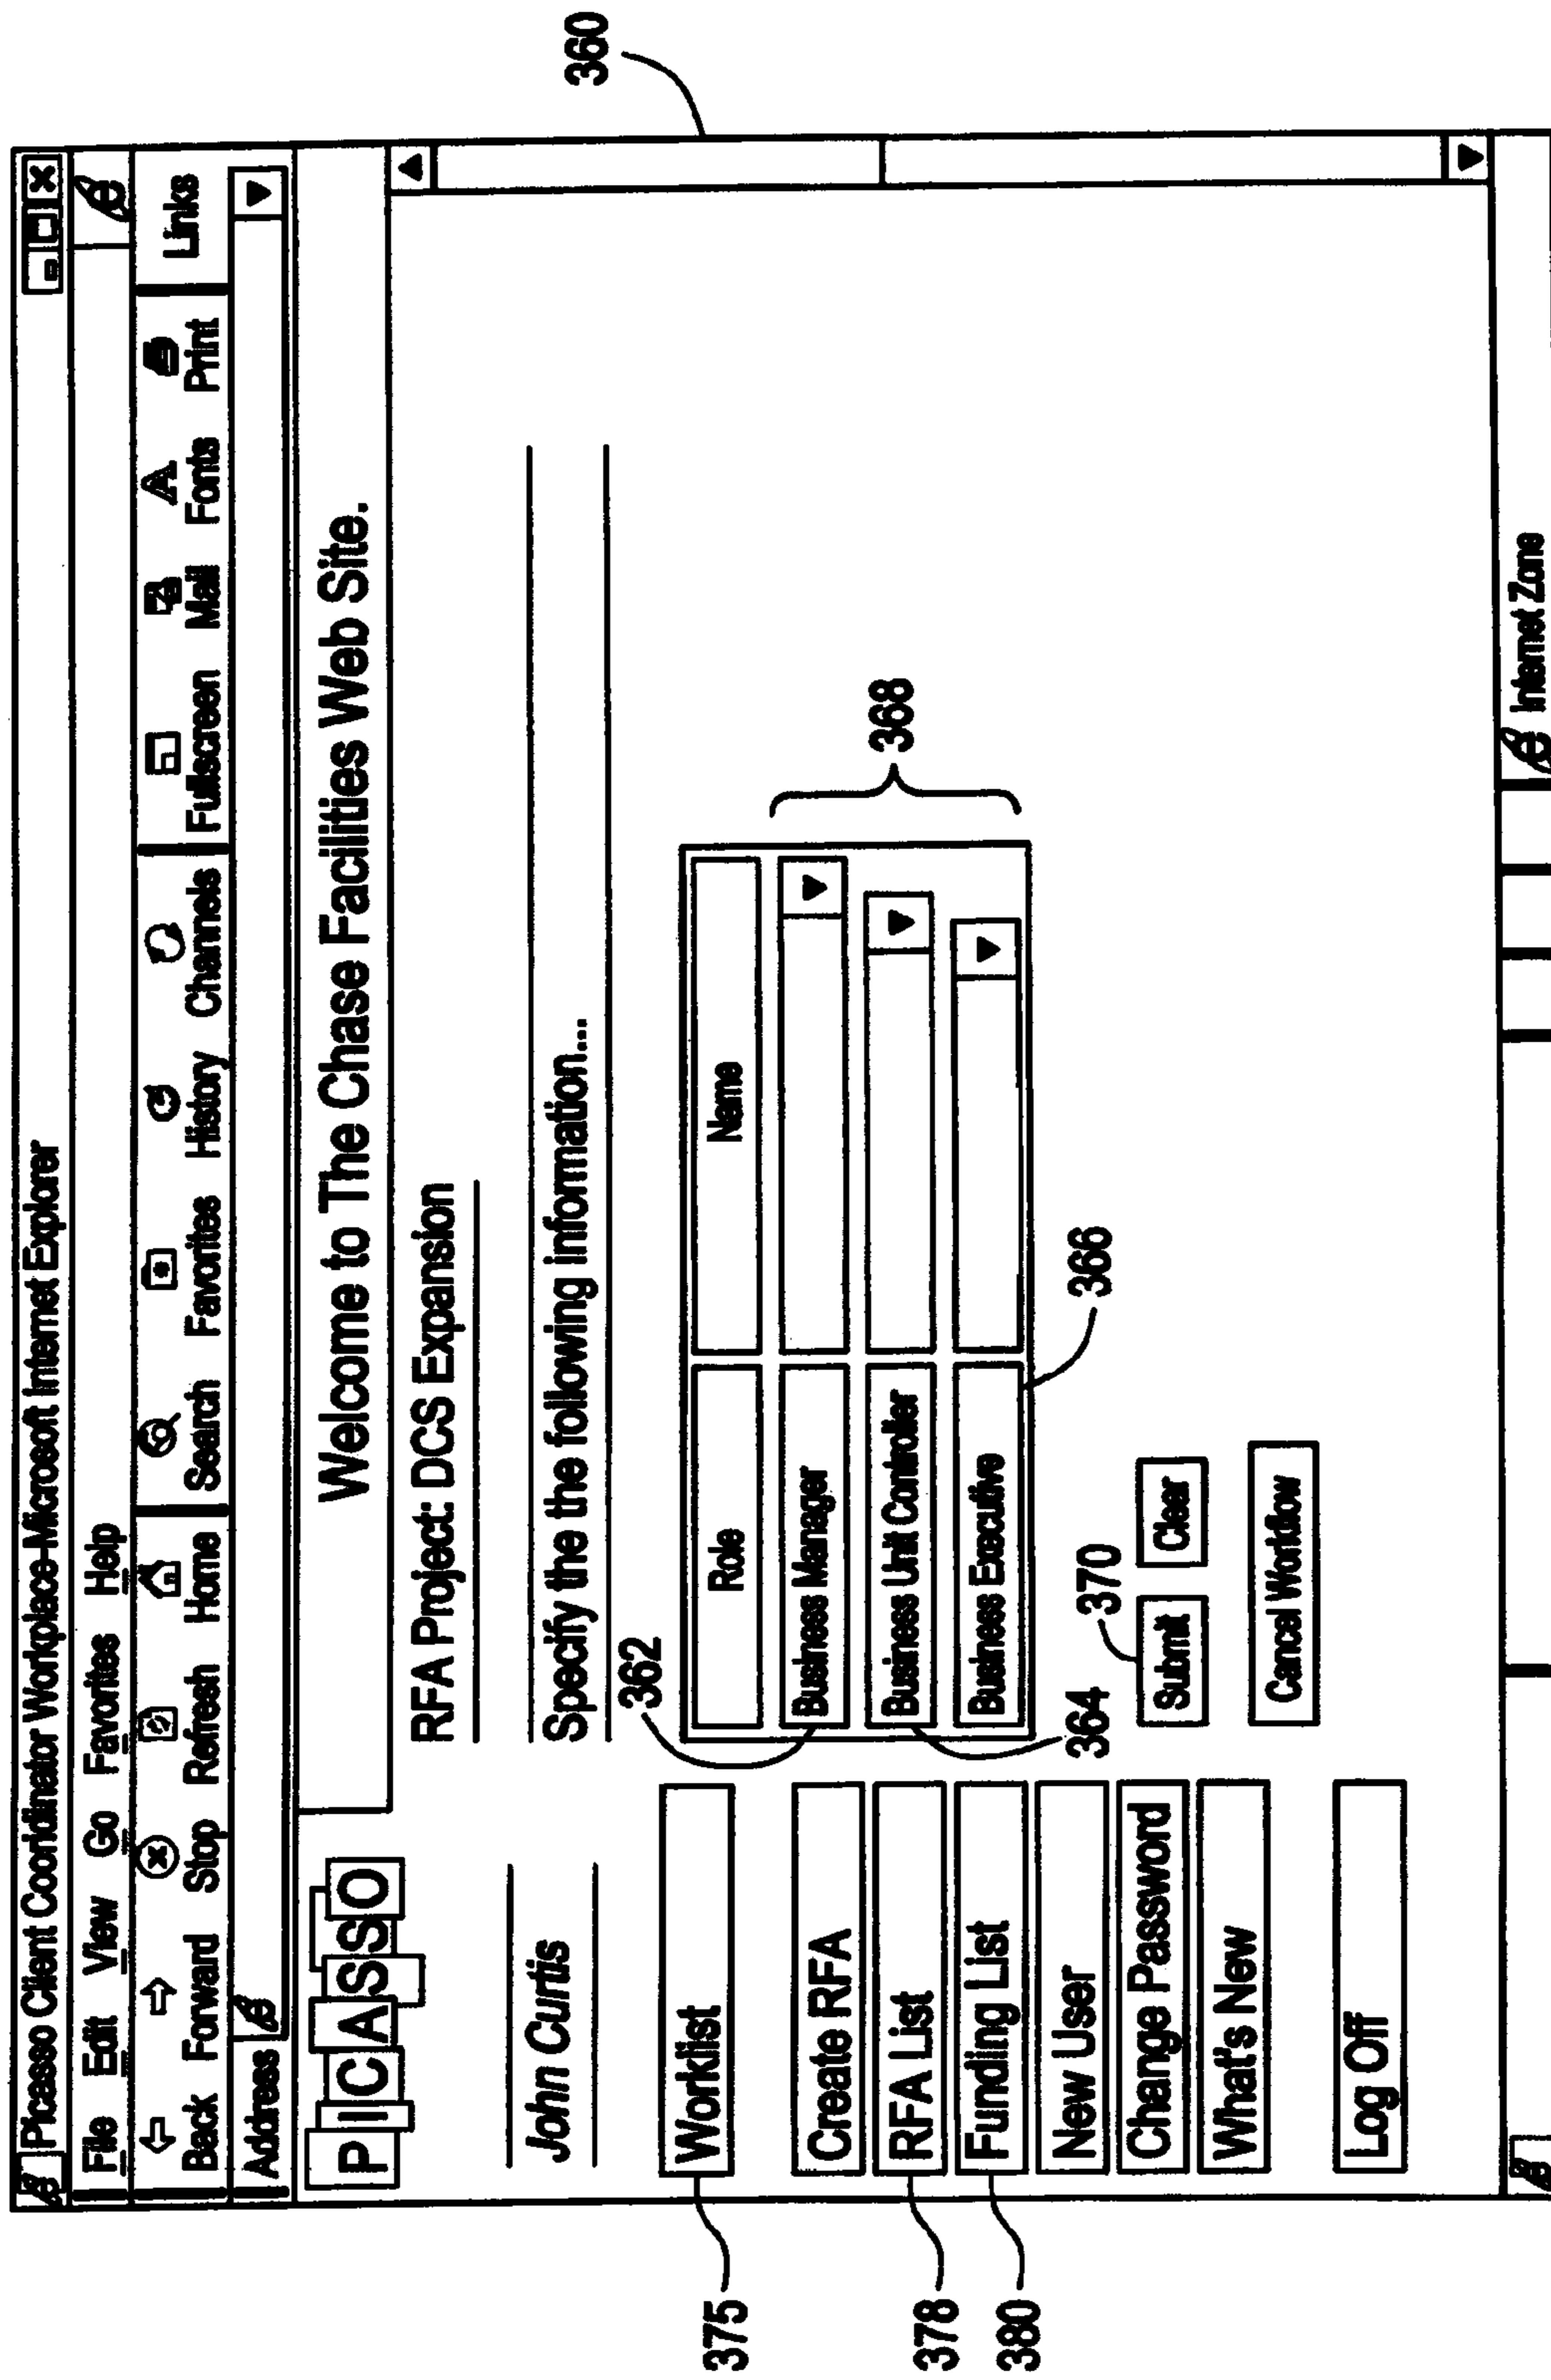 Picasso Client Cooridinator Workplace-Microsoft Internet Explorer
File Edit View Go Favorites Help
Back Forward Stop Refresh Home Search Favorites History Channels Fullscreen Mail Fonts Print Links
Address
PICASSO
Welcome to The Chase Facilities Web Site.
360
John Curtis
RFA Project: DCS Expansion
Specify the the following information...
375
Worklist
362
Role Name
Create RFA
Business Manager
368
378
RFA List
Business Unit Controller
380
Funding List
Business Executive
New User
364
370
366
Change Password
Submit Clear
What's New
Cancel Workflow
Log Off
Internet Zone